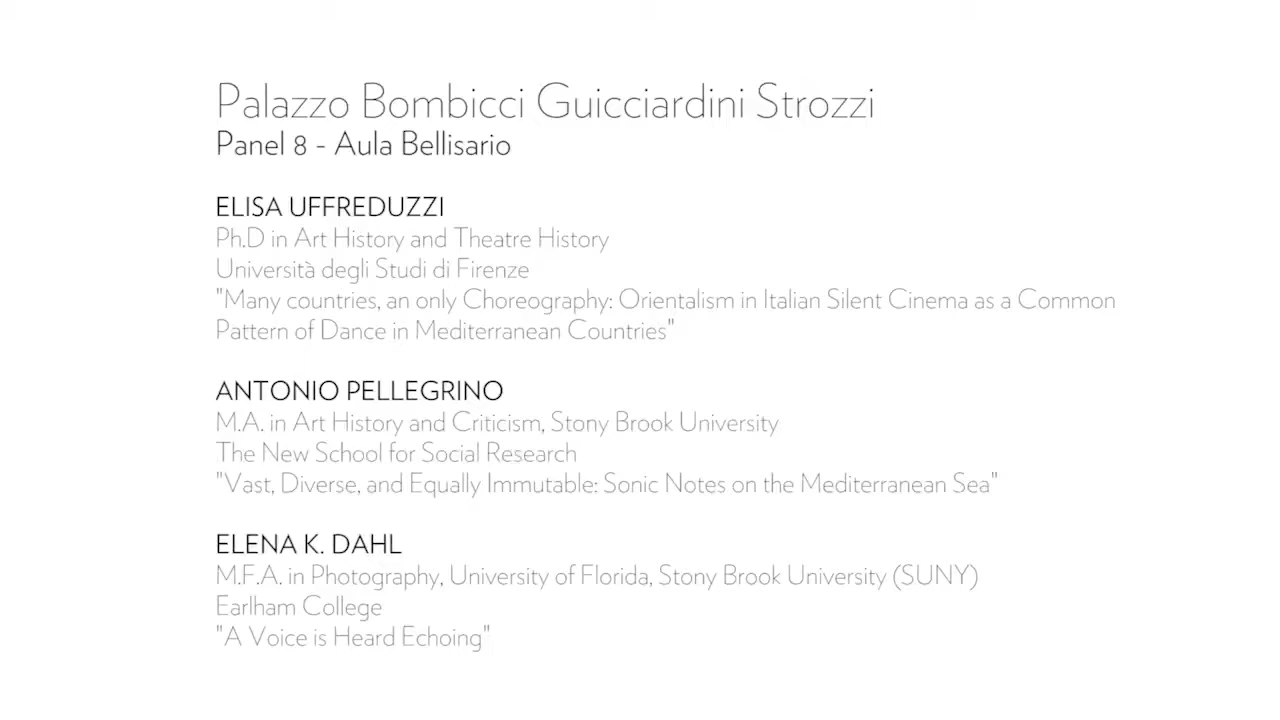 Palazzo Bombicci Guicciardini Strozzi
Panel 8 - Aula Bellisario
ELISA UFFREDUZZI
Ph.D in Art History and Theatre History
Università degli Studi di Firenze
"Many countries, an only Choreography: Orientalism in Italian Silent Cinema as a Common
Pattern of Dance in Mediterranean Countries"
ANTONIO PELLEGRINO
M.A. in Art History and Criticism, Stony Brook University
The New School for Social Research
"Vast, Diverse, and Equally Immutable: Sonic Notes on the Mediterranean Sea"
ELENA K. DAHL
M.F.A. in Photography, University of Florida, Stony Brook University (SUNY)
Earlham College
"A Voice is Heard Echoing"